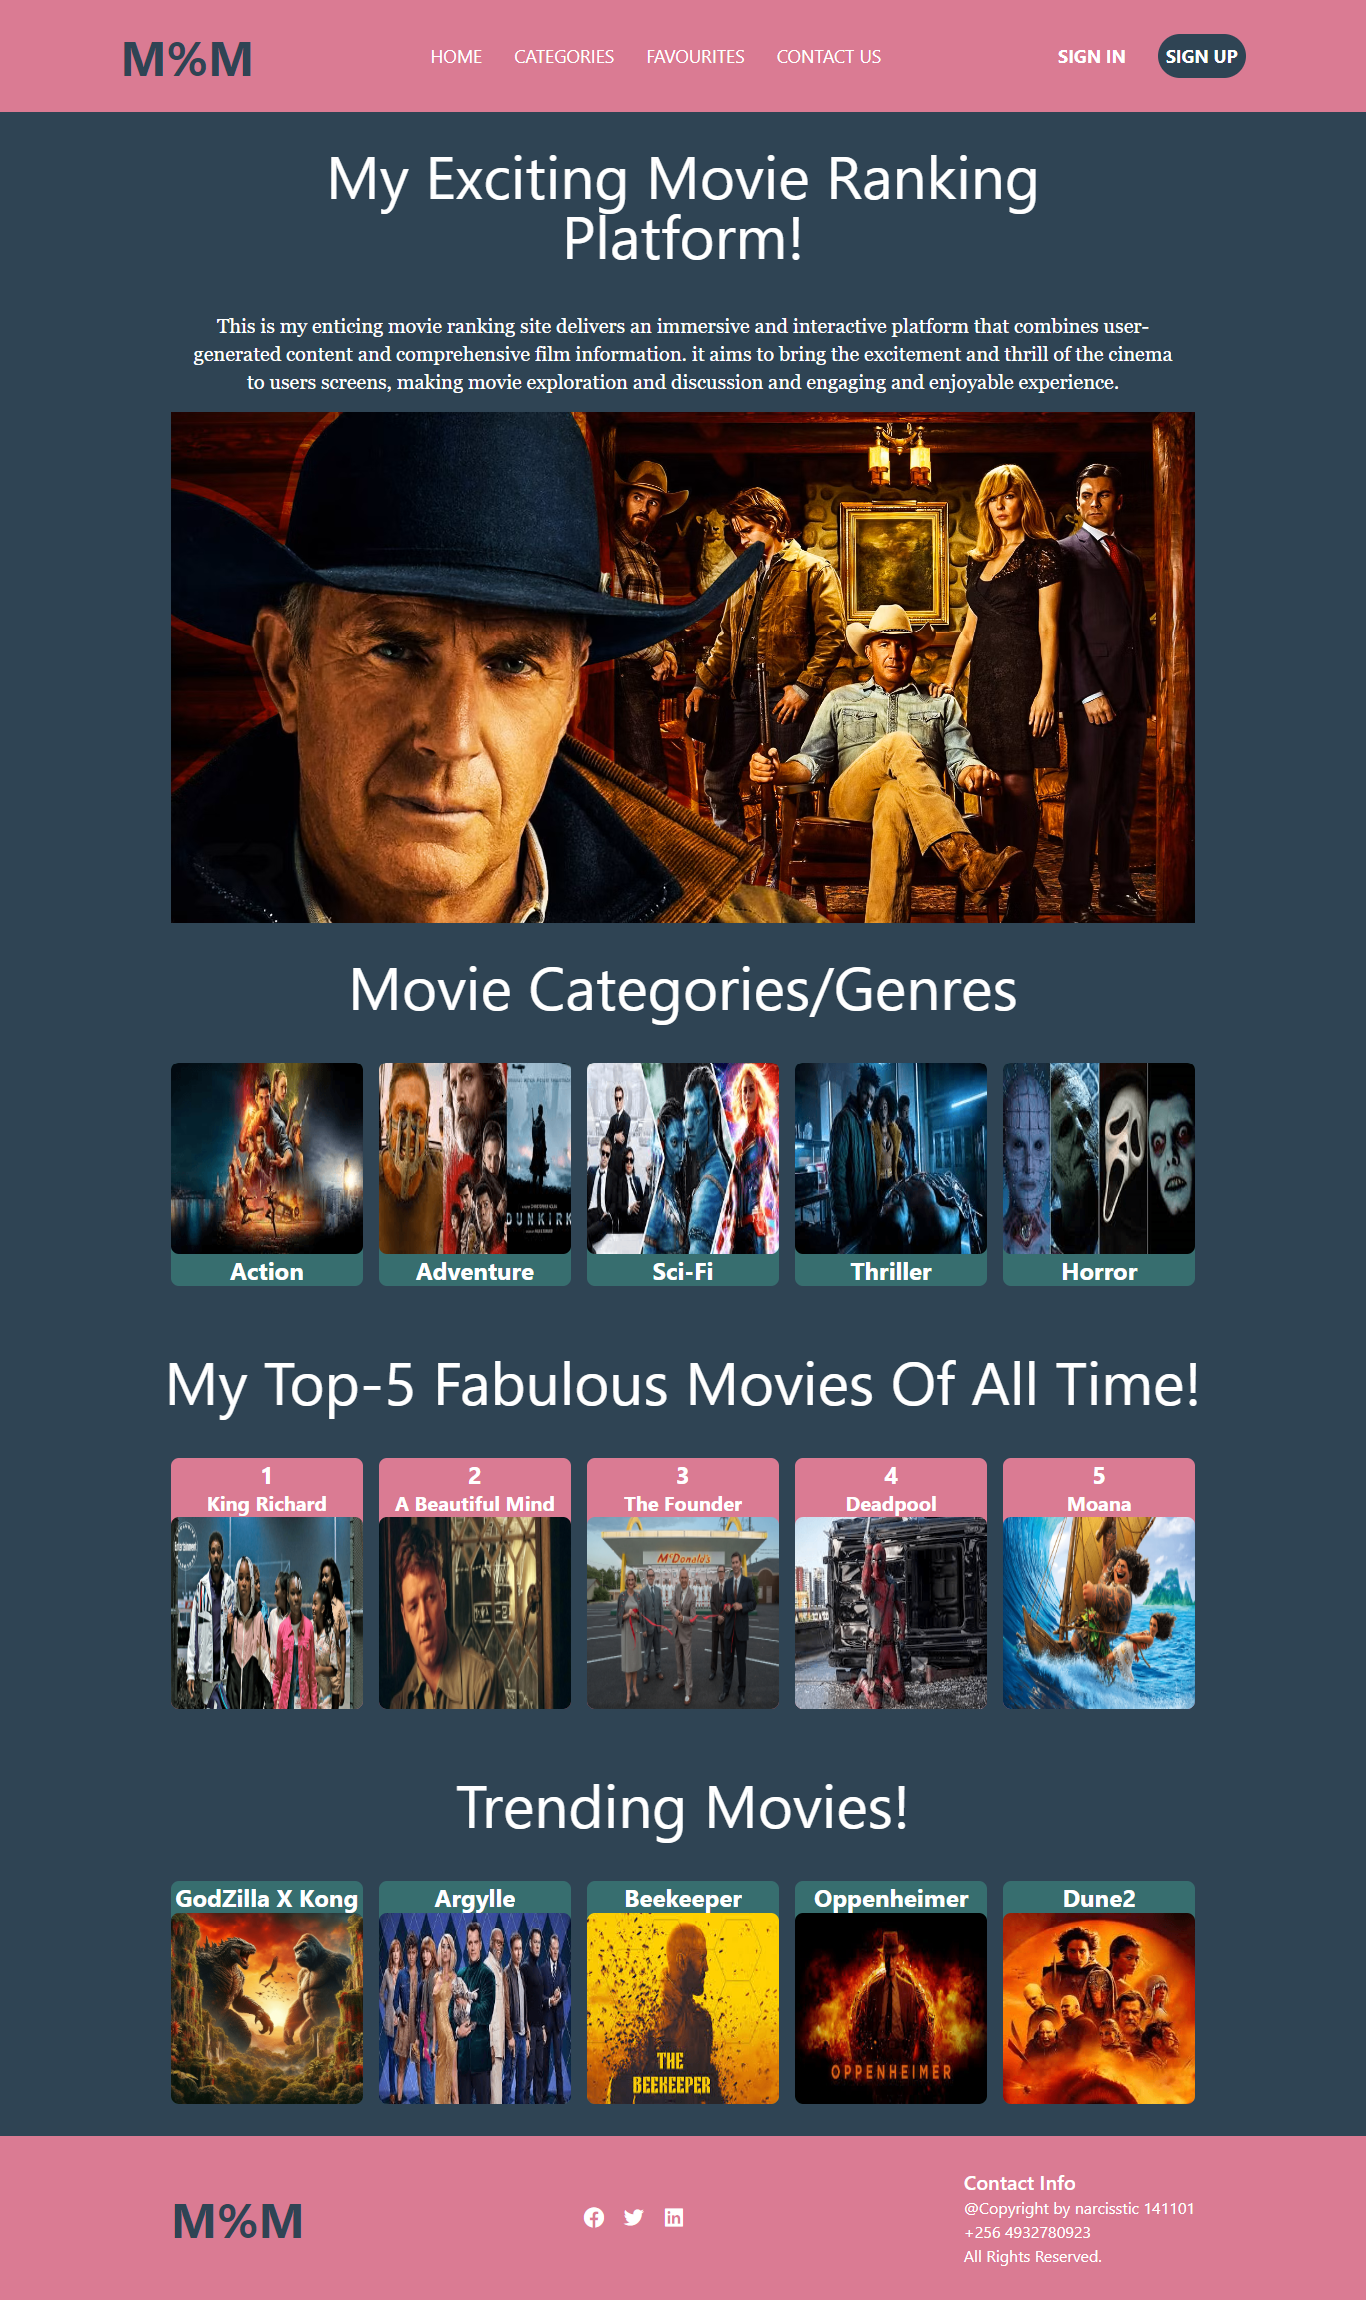 M%M
HOME CATEGORIES FAVOURITES CONTACT US
SIGN IN SIGN UP
My Exciting Movie Ranking
Platform!
This is my enticing movie ranking site delivers an immersive and interactive platform that combines user-
generated content and comprehensive film information. it aims to bring the excitement and thrill of the cinema
to users screens, making movie exploration and discussion and engaging and enjoyable experience.
SR
Movie Categories/Genres
DUNKIRK
Action
Adventure
Sci-Fi
Thriller
Horror
My Top-5 Fabulous Movies Of All Time!
1
King Richard
2
A Beautiful Mind
3
The Founder
4
Deadpool
5
Moana
Entertainment
McDonald's
Trending Movies!
GodZilla X Kong
Argylle
Beekeeper
Oppenheimer
Dune2
THE
BEEKEEPER
OPPENHEIMER
M%M
Contact Info
@Copyright by narcisstic 141101
+256 4932780923
All Rights Reserved.